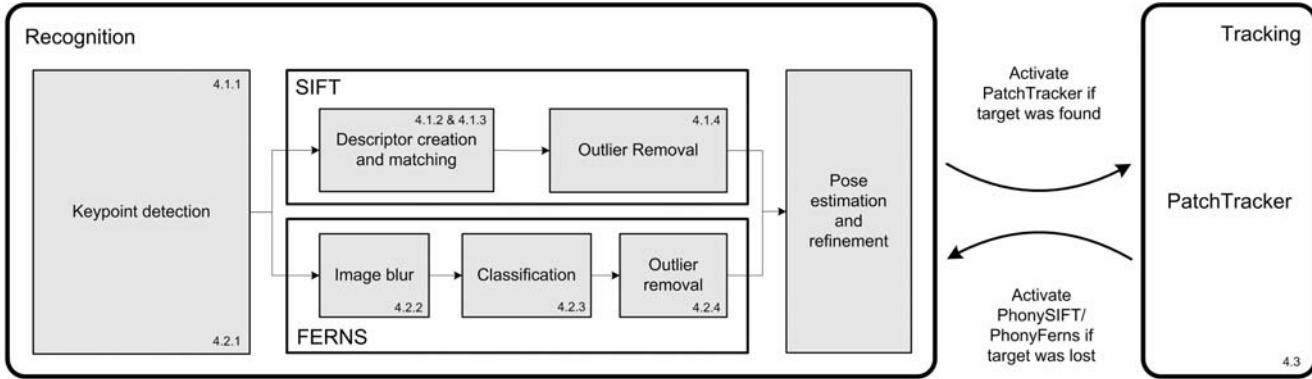 Recognition
4.1.1
Keypoint detection
4.2.1
SIFT
4.1.2 & 4.1.3
Descriptor creation
and matching
4.1.4
Outlier Removal
Image blur
4.2.2
Classification
4.2.3
Outlier
removal
4.2.4
FERNS
Pose
estimation
and
refinement
Activate
PatchTracker if
target was found
Activate
PhonySIFT/
PhonyFerns if
target was lost
Tracking
PatchTracker
4.3